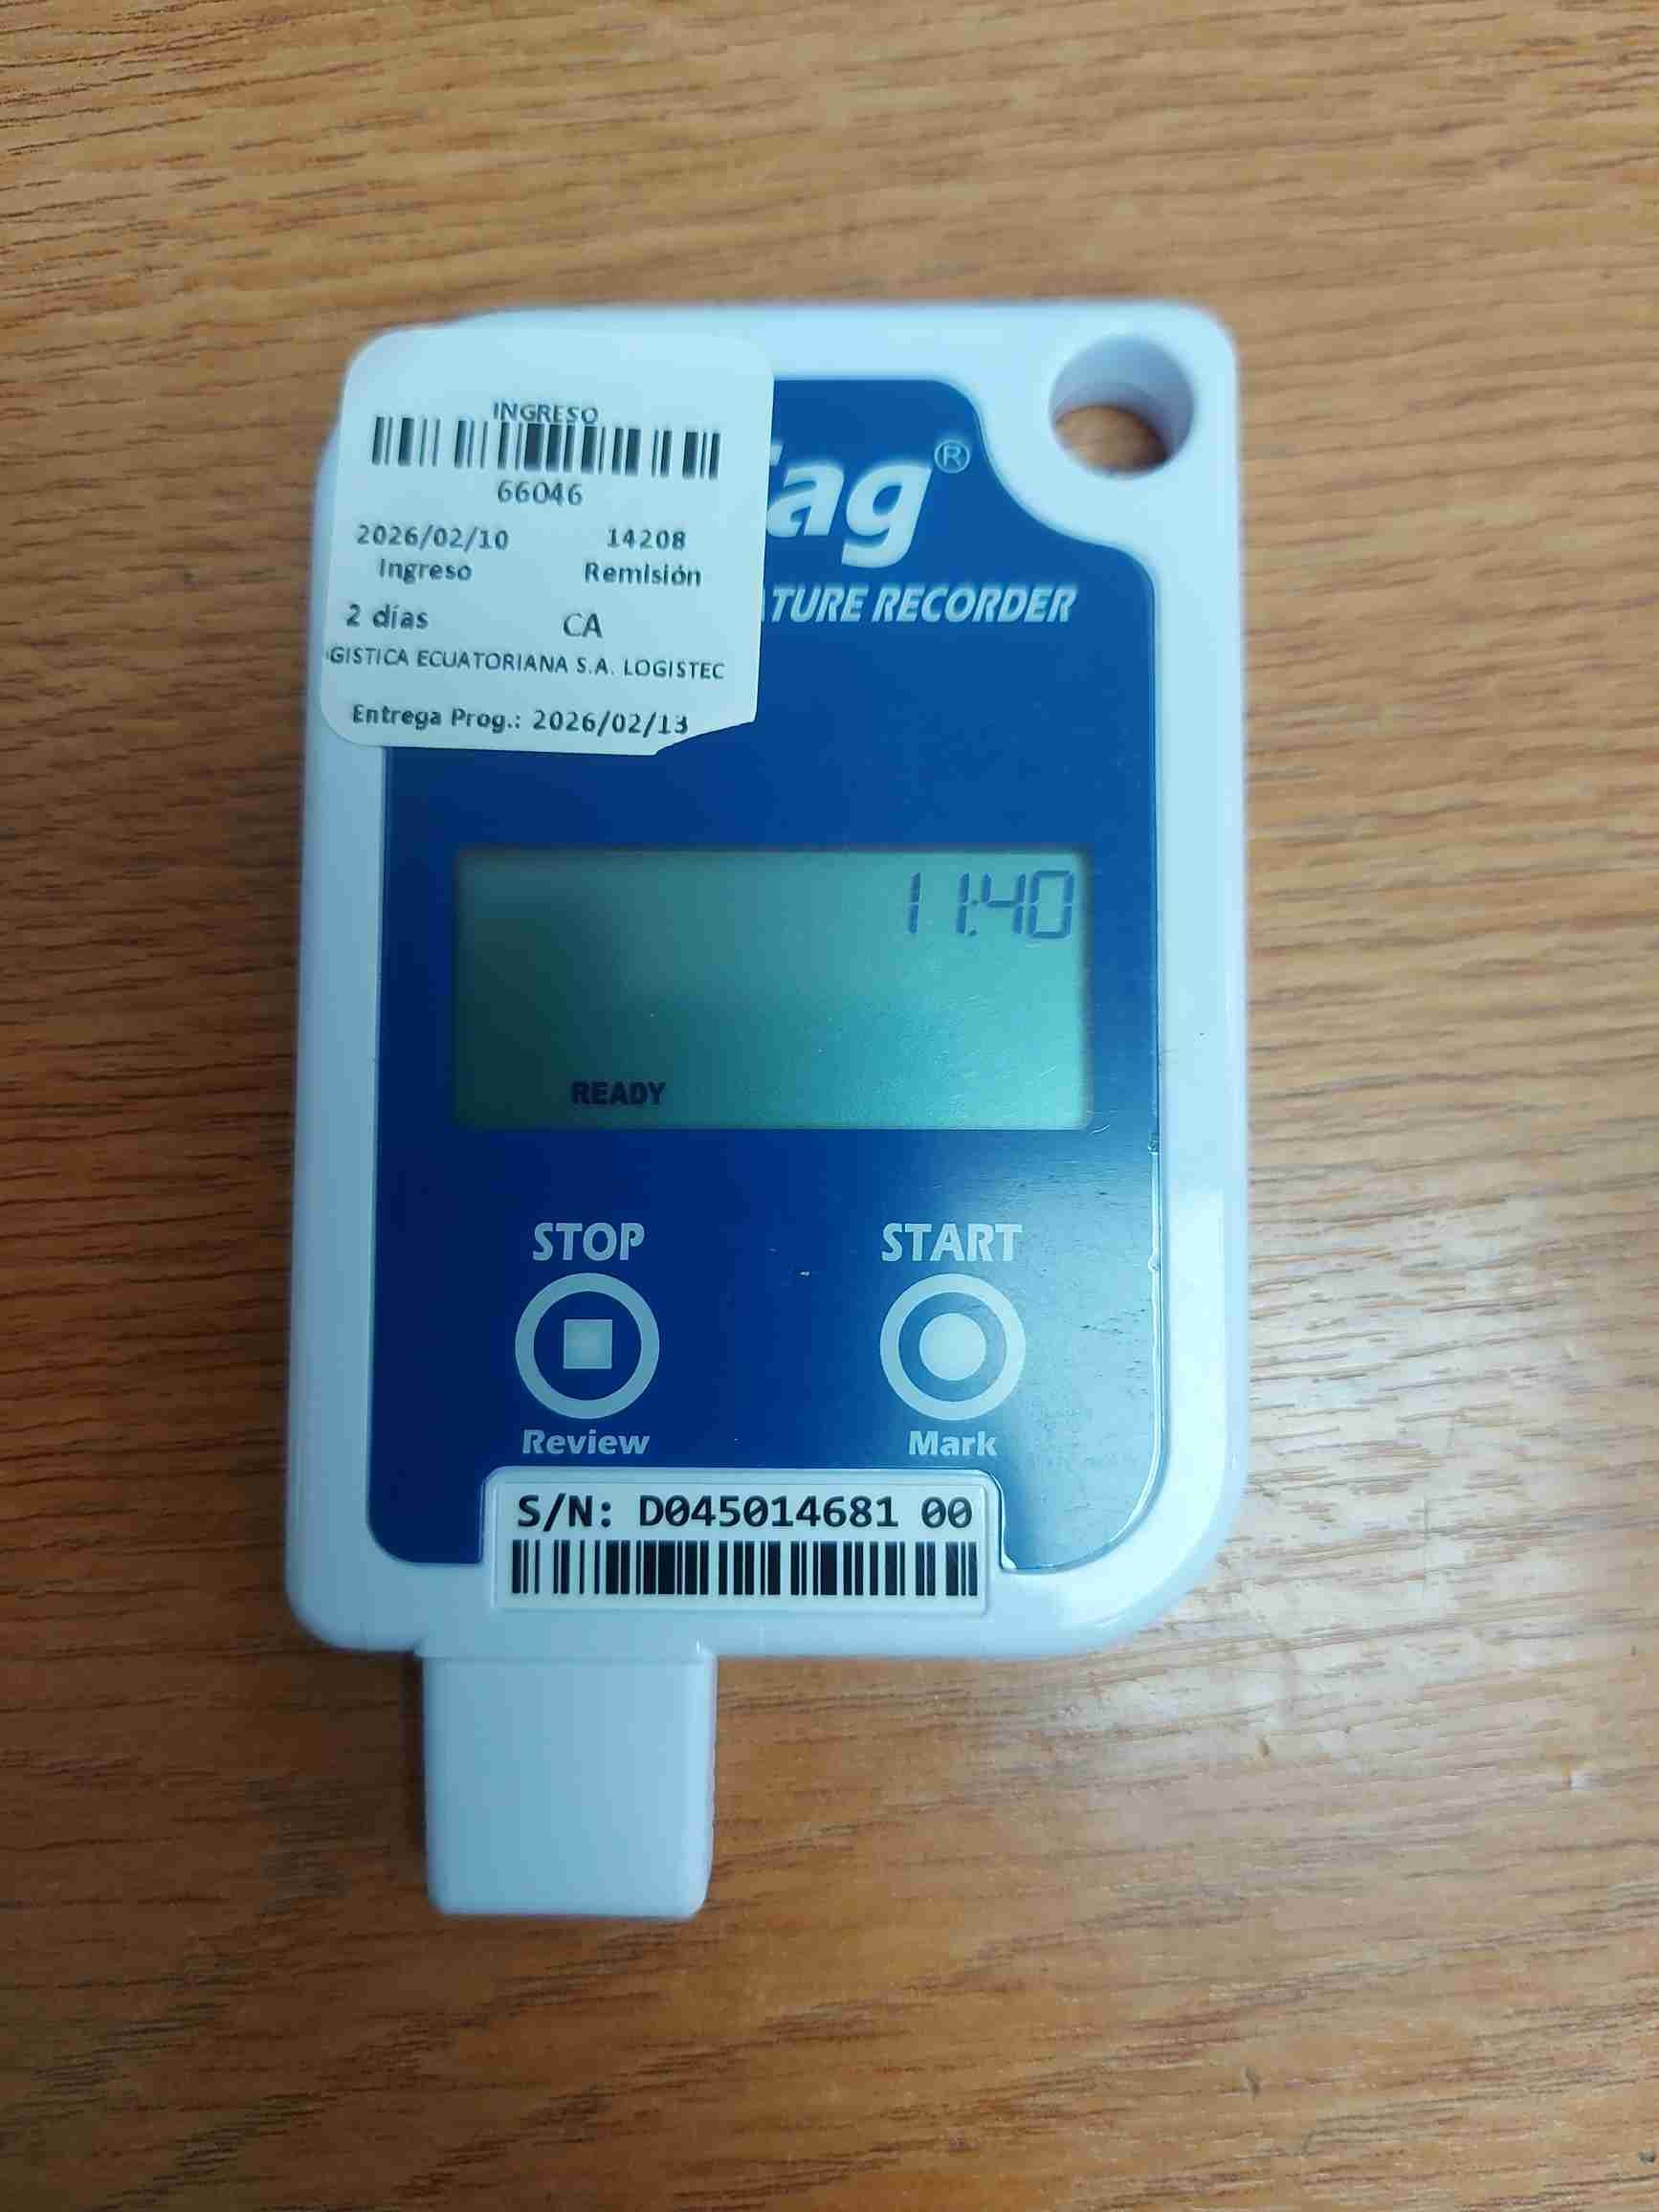 INGRESO
66046
2026/02/10 14208
Ingreso Remisión
2 días CA
GISTICA ECUATORIANA S.A. LOGISTEC
Entrega Prog.: 2026/02/13
ag®
TURE RECORDER
11:40
READY
STOP START
Review Mark
S/N: D045014681 00